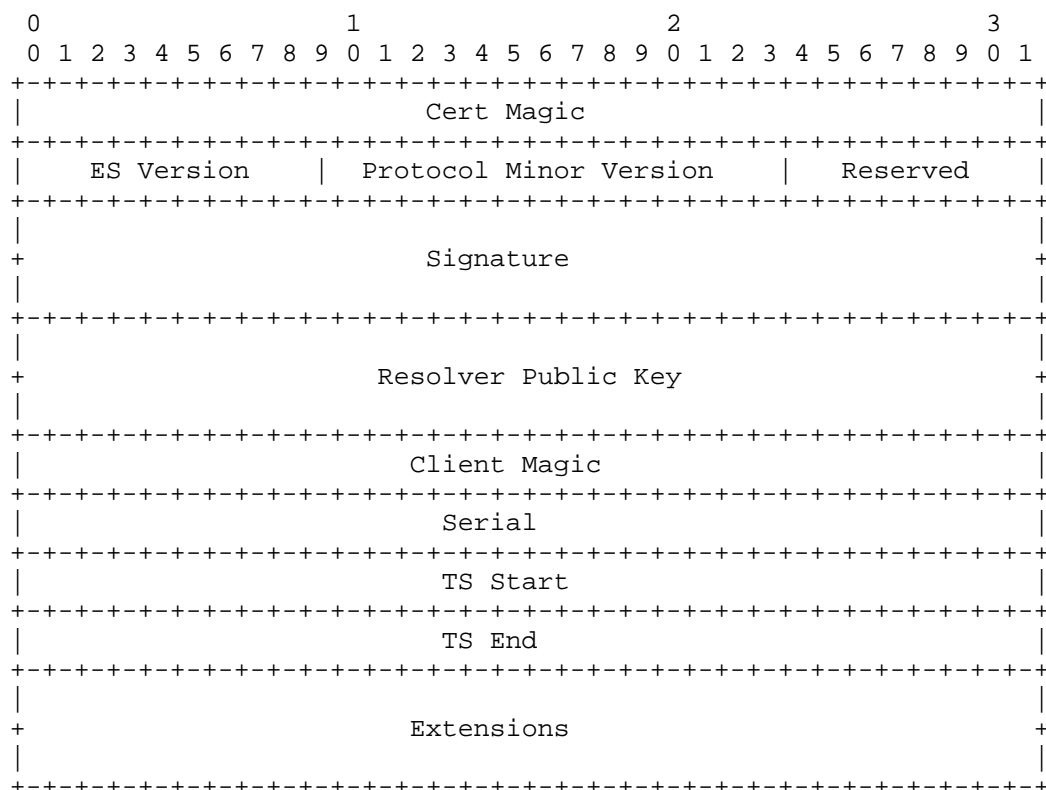 0                   1                   2                   3
 0 1 2 3 4 5 6 7 8 9 0 1 2 3 4 5 6 7 8 9 0 1 2 3 4 5 6 7 8 9 0 1
+-+-+-+-+-+-+-+-+-+-+-+-+-+-+-+-+-+-+-+-+-+-+-+-+-+-+-+-+-+-+-+-+
|                         Cert Magic                            |
+-+-+-+-+-+-+-+-+-+-+-+-+-+-+-+-+-+-+-+-+-+-+-+-+-+-+-+-+-+-+-+-+
|    ES Version    |  Protocol Minor Version    |   Reserved    |
+-+-+-+-+-+-+-+-+-+-+-+-+-+-+-+-+-+-+-+-+-+-+-+-+-+-+-+-+-+-+-+-+
|                                                               |
+                         Signature                             +
|                                                               |
+-+-+-+-+-+-+-+-+-+-+-+-+-+-+-+-+-+-+-+-+-+-+-+-+-+-+-+-+-+-+-+-+
|                                                               |
+                      Resolver Public Key                      +
|                                                               |
+-+-+-+-+-+-+-+-+-+-+-+-+-+-+-+-+-+-+-+-+-+-+-+-+-+-+-+-+-+-+-+-+
|                        Client Magic                           |
+-+-+-+-+-+-+-+-+-+-+-+-+-+-+-+-+-+-+-+-+-+-+-+-+-+-+-+-+-+-+-+-+
|                          Serial                               |
+-+-+-+-+-+-+-+-+-+-+-+-+-+-+-+-+-+-+-+-+-+-+-+-+-+-+-+-+-+-+-+-+
|                          TS Start                             |
+-+-+-+-+-+-+-+-+-+-+-+-+-+-+-+-+-+-+-+-+-+-+-+-+-+-+-+-+-+-+-+-+
|                          TS End                               |
+-+-+-+-+-+-+-+-+-+-+-+-+-+-+-+-+-+-+-+-+-+-+-+-+-+-+-+-+-+-+-+-+
|                                                               |
+                        Extensions                             +
|                                                               |
+-+-+-+-+-+-+-+-+-+-+-+-+-+-+-+-+-+-+-+-+-+-+-+-+-+-+-+-+-+-+-+-+